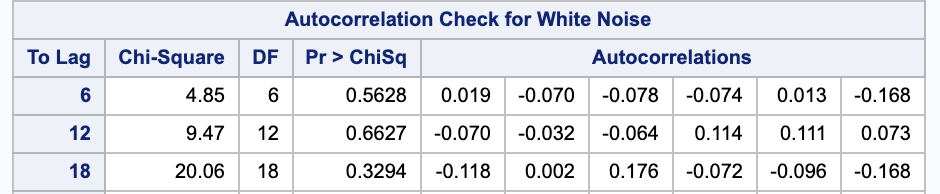 Autocorrelation Check for White Noise
To Lag Chi-Square DF Pr > ChiSq Autocorrelations
6 4.85 6 0.5628 0.019 -0.070 -0.078 -0.074 0.013 -0.168
12 9.47 12 0.6627 -0.070 -0.032 -0.064 0.114 0.111 0.073
18 20.06 18 0.3294 -0.118 0.002 0.176 -0.072 -0.096 -0.168